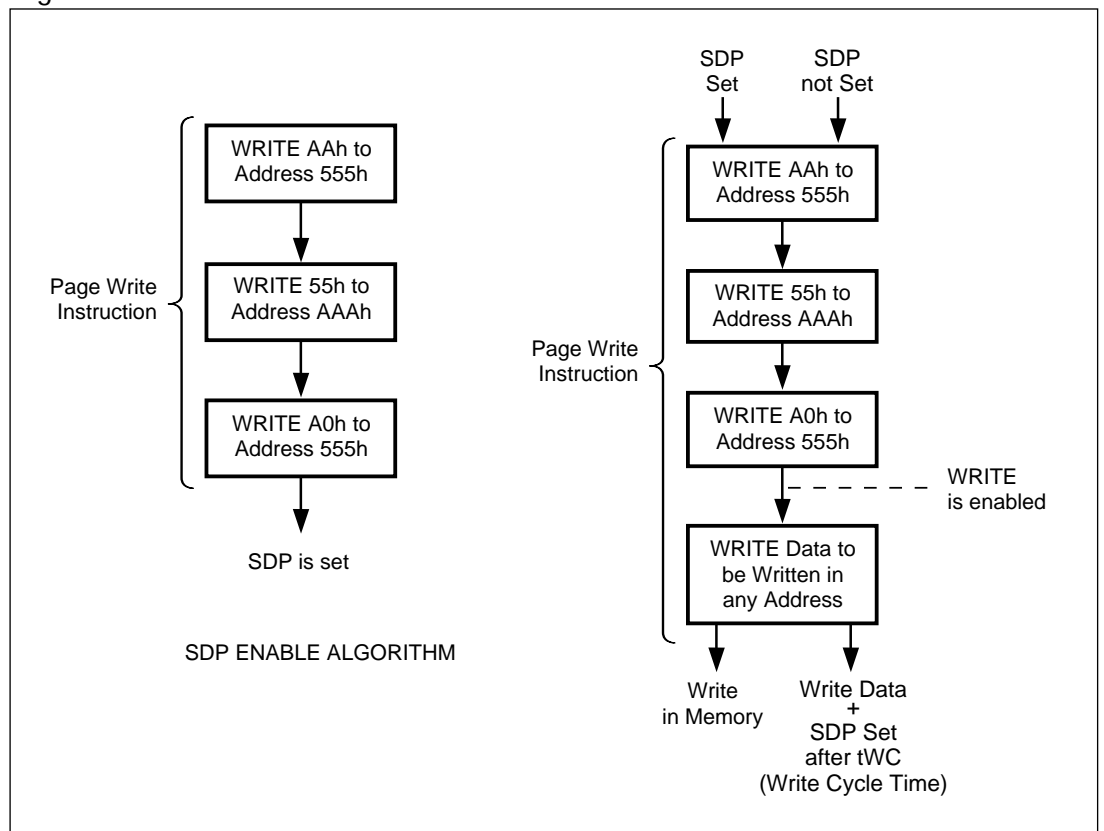 WRITE AAh to
Address 555h
Page Write
Instruction
WRITE 55h to
Address AAAh
WRITE A0h to
Address 555h
SDP is set
SDP ENABLE ALGORITHM
SDP
Set
SDP
not Set
WRITE AAh to
Address 555h
WRITE 55h to
Address AAAh
Page Write
Instruction
WRITE A0h to
Address 555h
WRITE
is enabled
WRITE Data to
be Written in
any Address
Write
in Memory
Write Data
+
SDP Set
after tWC
(Write Cycle Time)